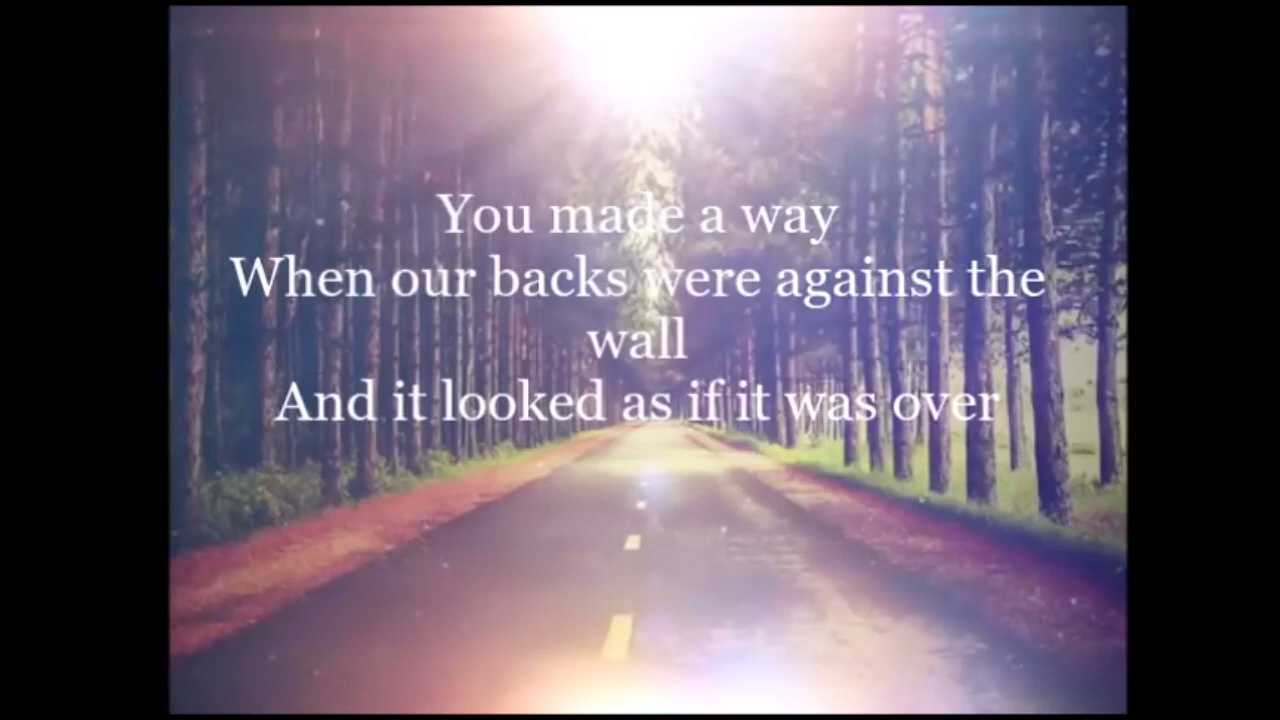 You made a way
When our backs were against the
wall
And it looked as if it was over